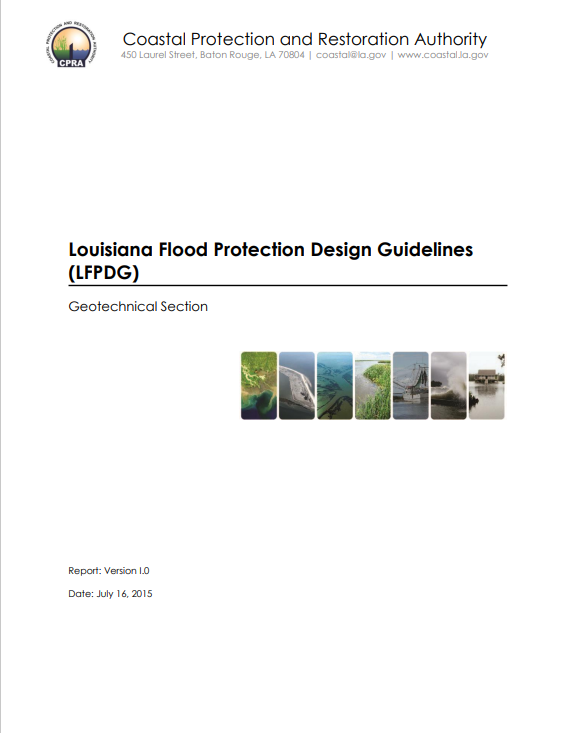 COASTAL PROTECTION AND RESTORATION AUTHORITY
CPRA
Coastal Protection and Restoration Authority
450 Laurel Street, Baton Rouge, LA 70804 | coastal@la.gov | www.coastal.la.gov
Louisiana Flood Protection Design Guidelines
(LFPDG)
Geotechnical Section
Report: Version I.0
Date: July 16, 2015